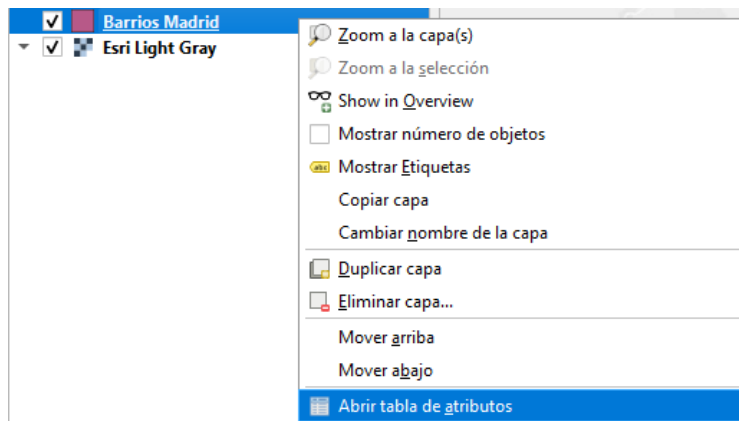 Barrios Madrid
Esri Light Gray
Zoom a la capa(s)
Zoom a la selección
Show in Overview
Mostrar número de objetos
abc Mostrar Etiquetas
Copiar capa
Cambiar nombre de la capa
Duplicar capa
Eliminar capa...
Mover arriba
Mover abajo
Abrir tabla de atributos